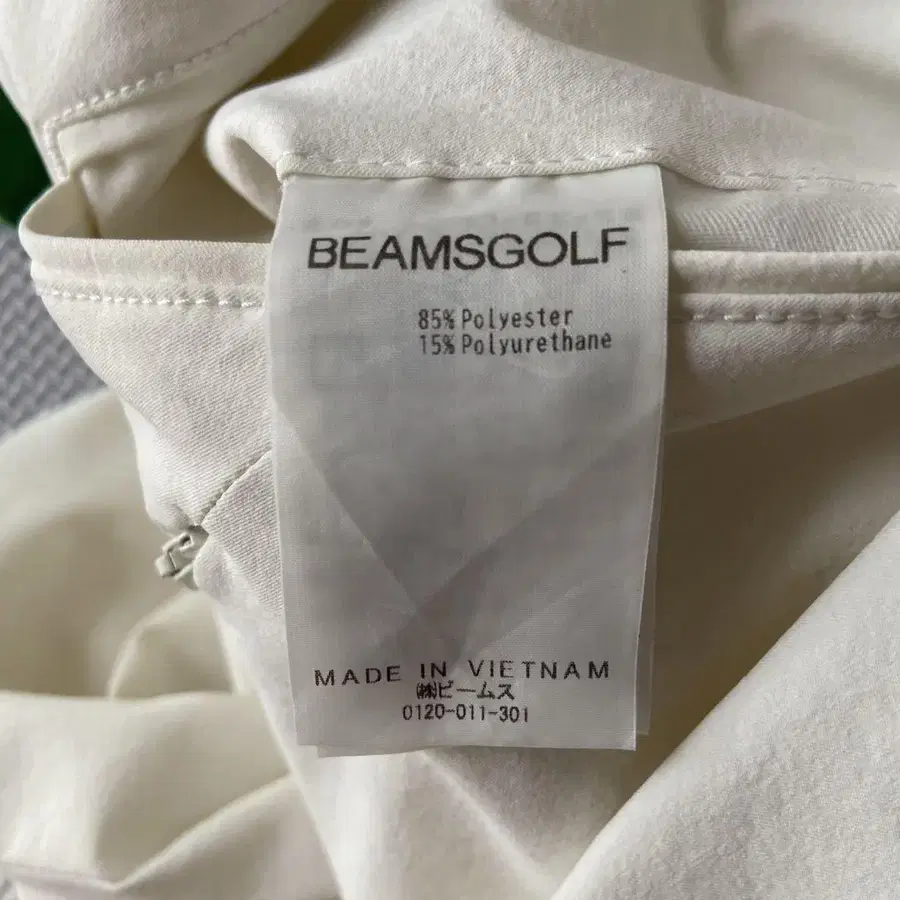 BEAMSGOLF
85% Polyester
15% Polyurethane
MADE IN VIETNAM
㈱ビームス
0120-011-301